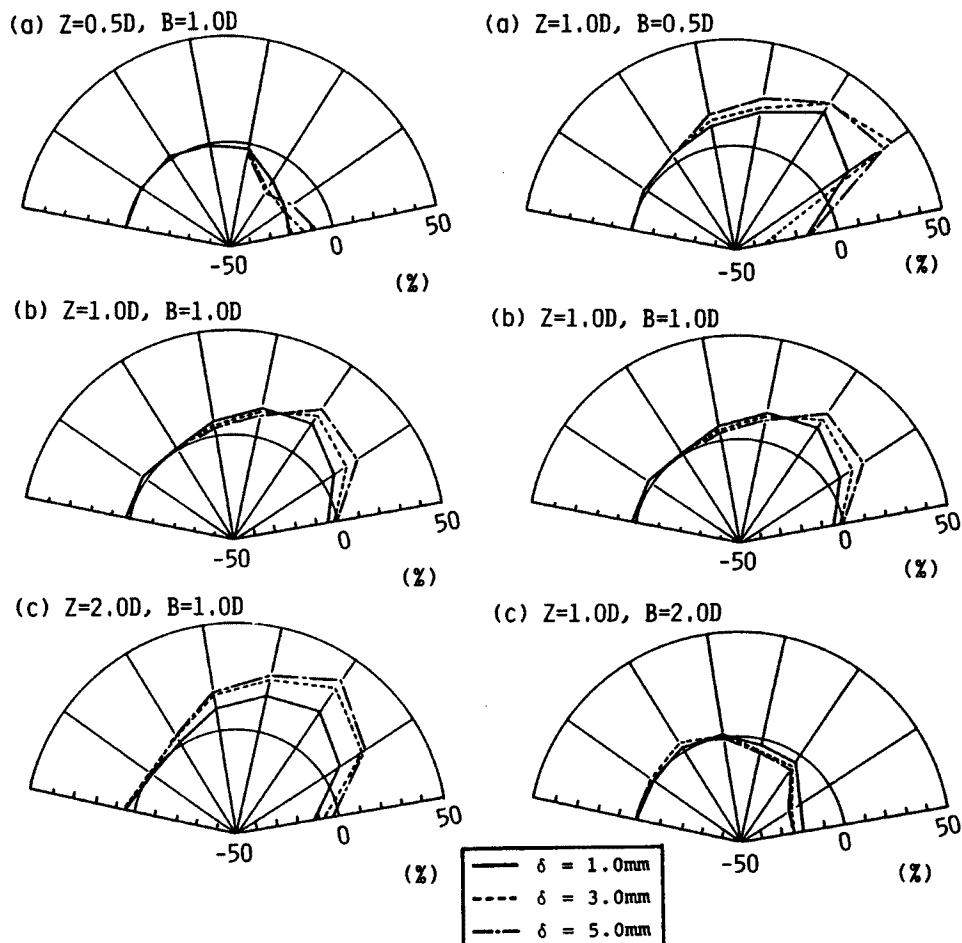 (a) Z=0.5D, B=1.0D
-50
0
50
(%)
(b) Z=1.0D, B=1.0D
-50
0
50
(%)
(c) Z=2.0D, B=1.0D
-50
0
50
(%)
(a) Z=1.0D, B=0.5D
-50
0
50
(%)
(b) Z=1.0D, B=1.0D
-50
0
50
(%)
(c) Z=1.0D, B=2.0D
-50
0
50
(%)
δ = 1.0mm
δ = 3.0mm
δ = 5.0mm